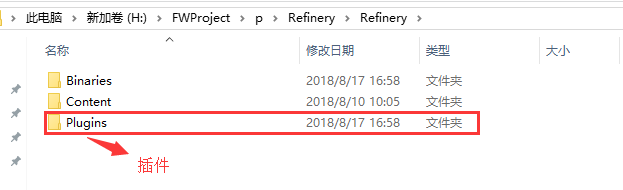 此电脑 > 新加卷 (H:) > FWProject > p > Refinery > Refinery >
名称 修改日期 类型 大小
Binaries 2018/8/17 16:58 文件夹
Content 2018/8/10 10:05 文件夹
Plugins 2018/8/17 16:58 文件夹
插件